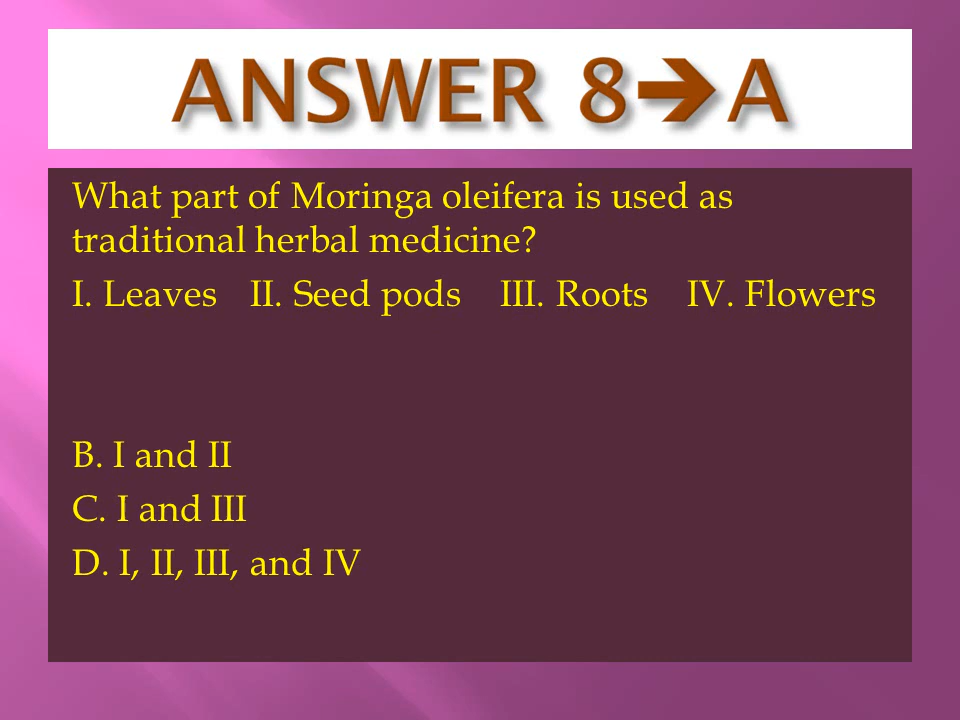 ANSWER 8➔A
What part of Moringa oleifera is used as
traditional herbal medicine?
I. Leaves II. Seed pods III. Roots IV. Flowers
B. I and II
C. I and III
D. I, II, III, and IV